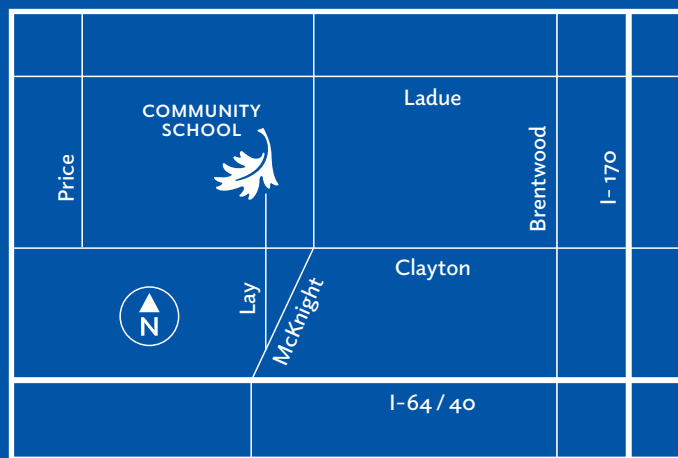 Ladue
COMMUNITY
SCHOOL
Price
Brentwood
I-170
Clayton
Lay
McKnight
N
I-64 / 40